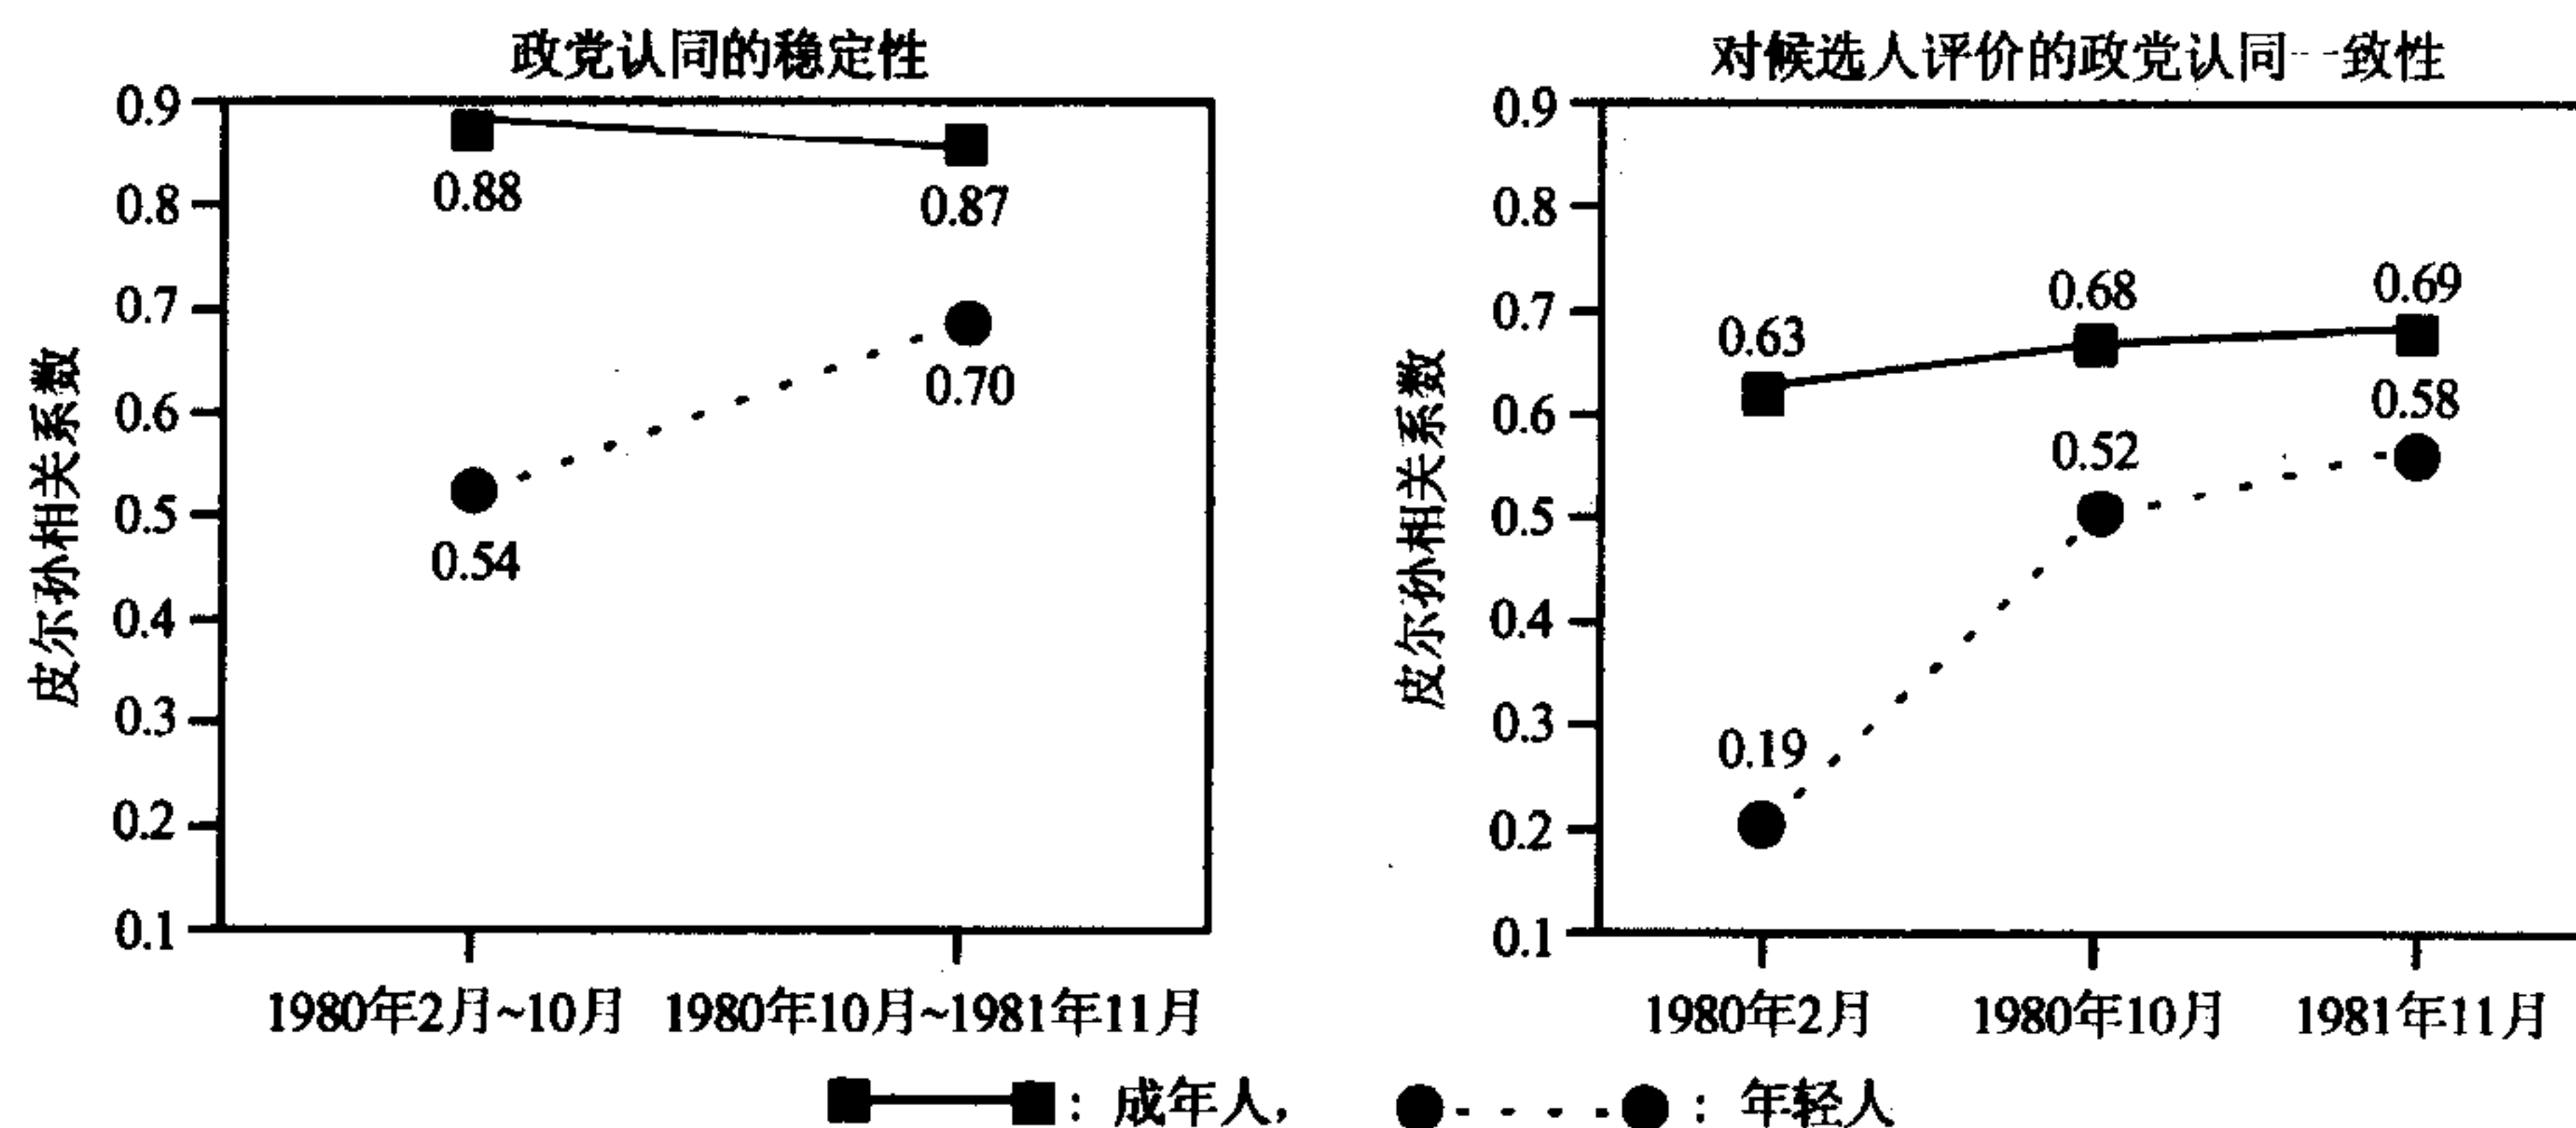 政党认同的稳定性
0.9
0.8
0.7
0.6
0.5
0.4
0.3
0.2
0.1
皮尔孙相关系数
0.88
0.87
0.70
0.54
1980年2月~10月
1980年10月~1981年11月
对候选人评价的政党认同一致性
0.9
0.8
0.7
0.6
0.5
0.4
0.3
0.2
0.1
皮尔孙相关系数
0.63
0.68
0.69
0.58
0.52
0.19
1980年2月
1980年10月
1981年11月
：成年人，
：年轻人